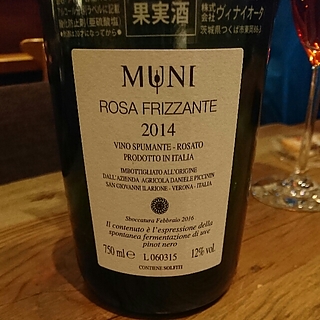 果実酒
株式会社 ヴィナイオータ
MUNI
ROSA FRIZZANTE
2014
VINO SPUMANTE - ROSATO
PRODOTTO IN ITALIA
IMBOTTIGLIATO ALL'ORIGINE
DALL'AZIENDA AGRICOLA DANIELE PICCININ
SAN GIOVANNI ILARIONE - VERONA - ITALIA
Sboccatura Febbraio 2016
Il contenuto è l'espressione della
spontanea fermentazione di uve
pinot nero
750 ml e L 060315 12% vol.
CONTIENE SOLFITI